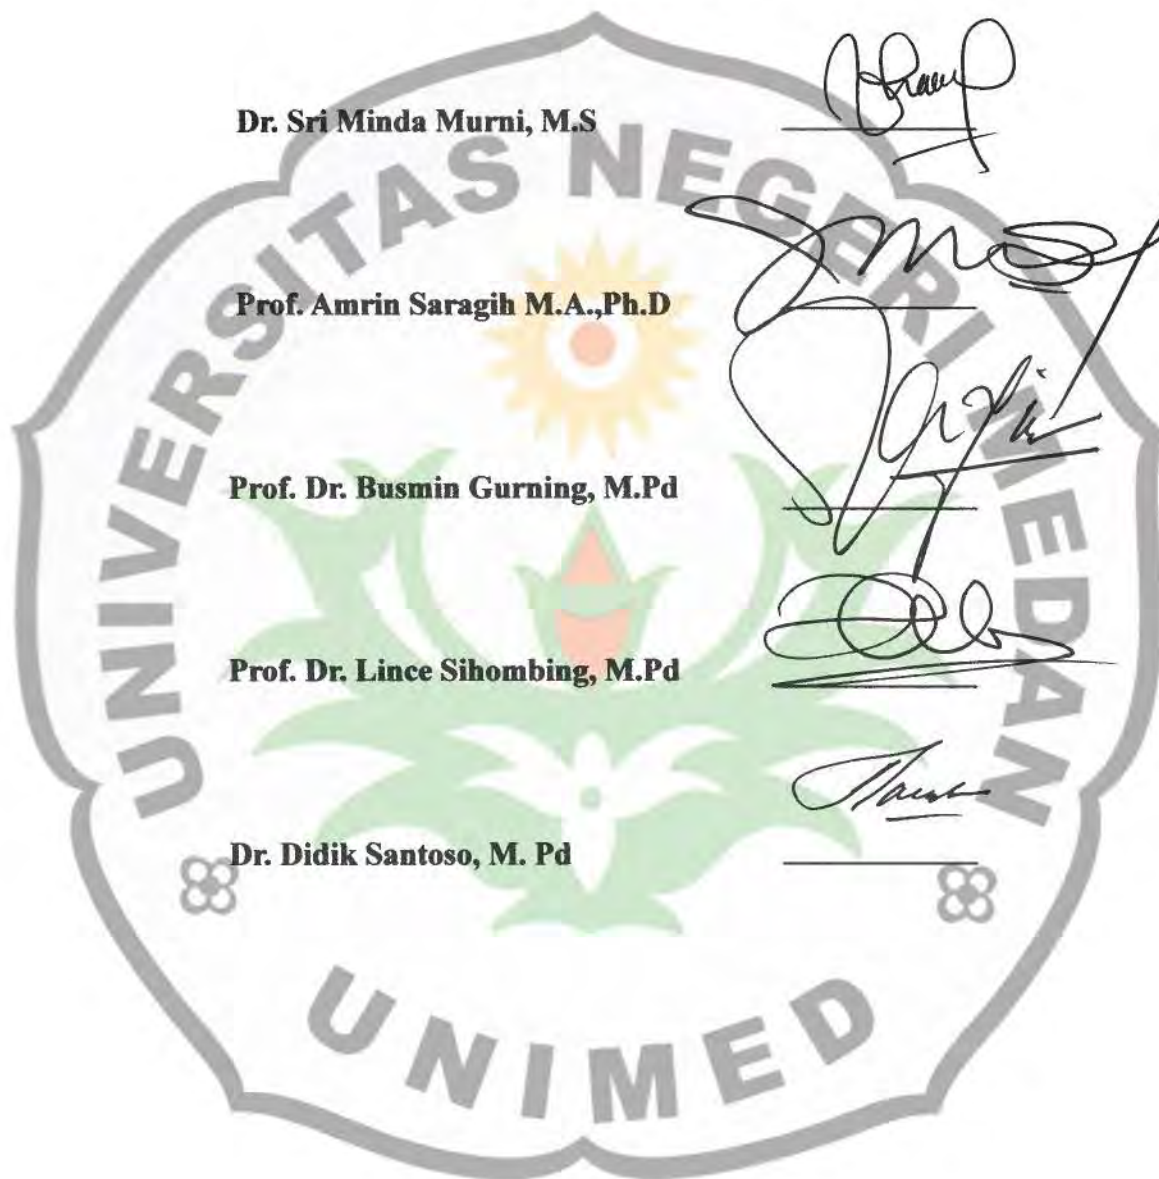 UNIVERSITAS NEGERI MEDAN
Dr. Sri Minda Murni, M.S
Prof. Amrin Saragih M.A.,Ph.D
Prof. Dr. Busmin Gurning, M.Pd
Prof. Dr. Lince Sihombing, M.Pd
Dr. Didik Santoso, M. Pd
UNIMED